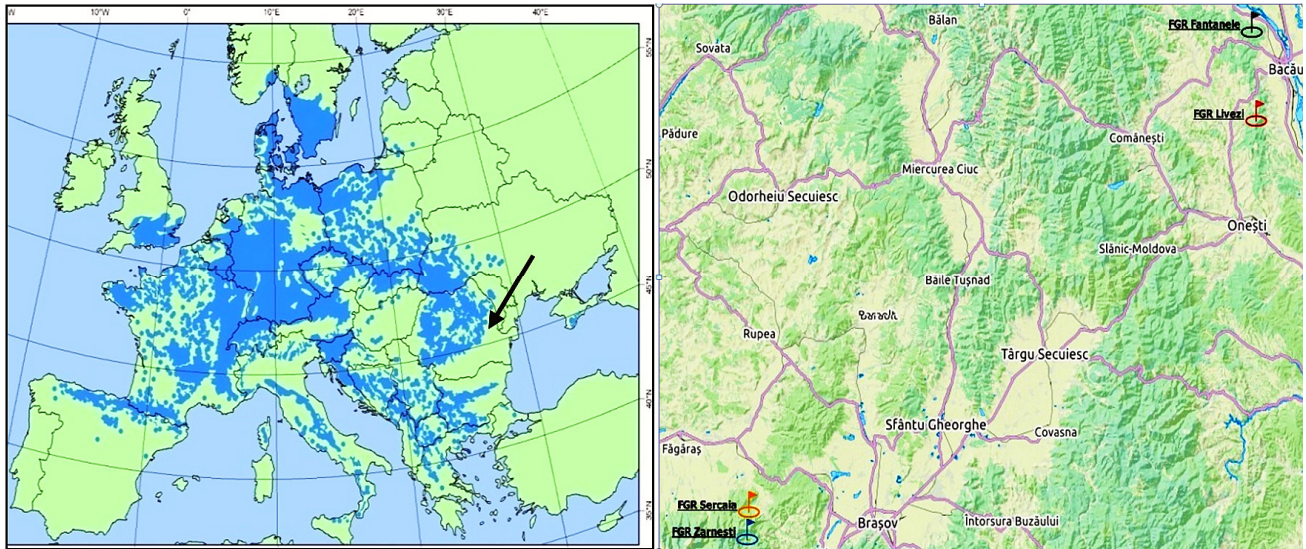 10°W
0°
10°E
20°E
30°E
40°E
55°N
50°N
45°N
40°N
35°N
Bălan
FGR Fantanele
Sovata
Bacău
FGR Livezi
Pădure
Comănești
Miercurea Ciuc
Odorheiu Secuiesc
Onești
Slănic-Moldova
Băile Tușnad
Rupea
Târgu Secuiesc
Sfântu Gheorghe
Covasna
Făgăraș
FGR Sercaia
FGR Zarnesti
Brașov
Întorsura Buzăului